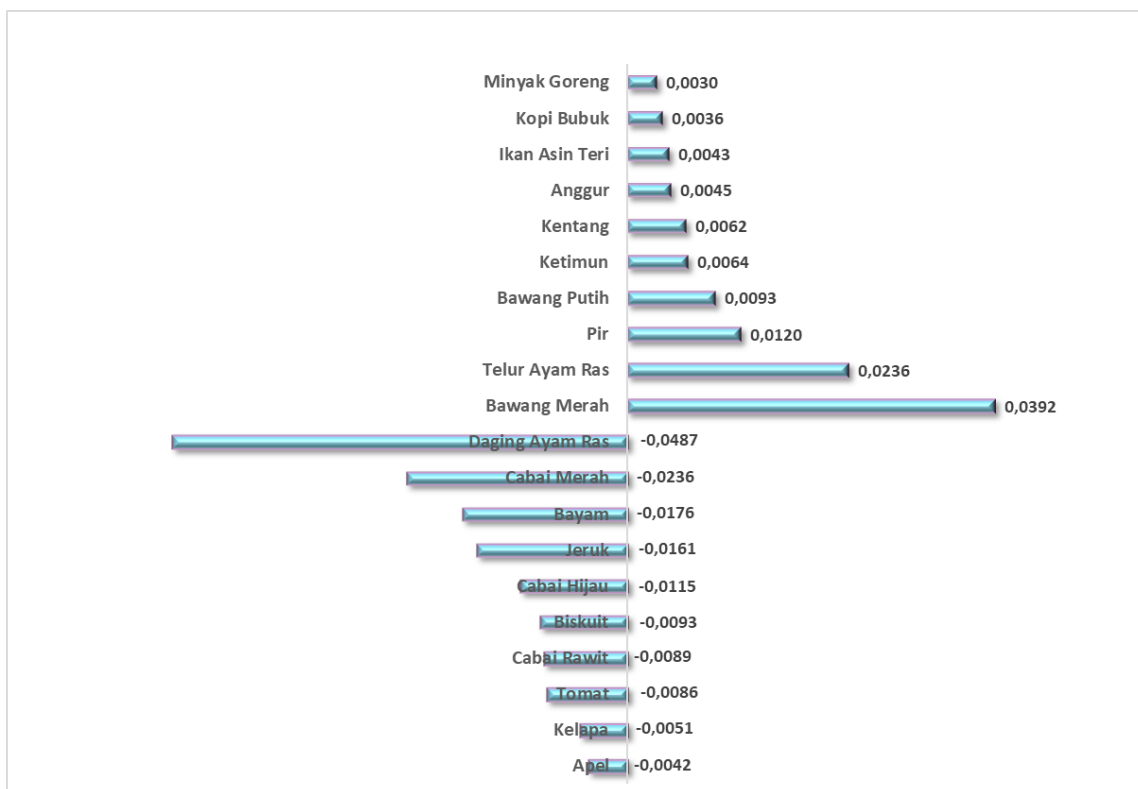 Minyak Goreng 0,0030
Kopi Bubuk 0,0036
Ikan Asin Teri 0,0043
Anggur 0,0045
Kentang 0,0062
Ketimun 0,0064
Bawang Putih 0,0093
Pir 0,0120
Telur Ayam Ras 0,0236
Bawang Merah 0,0392
Daging Ayam Ras -0,0487
Cabai Merah -0,0236
Bayam -0,0176
Jeruk -0,0161
Cabai Hijau -0,0115
Biskuit -0,0093
Cabai Rawit -0,0089
Tomat -0,0086
Kelapa -0,0051
Apel -0,0042